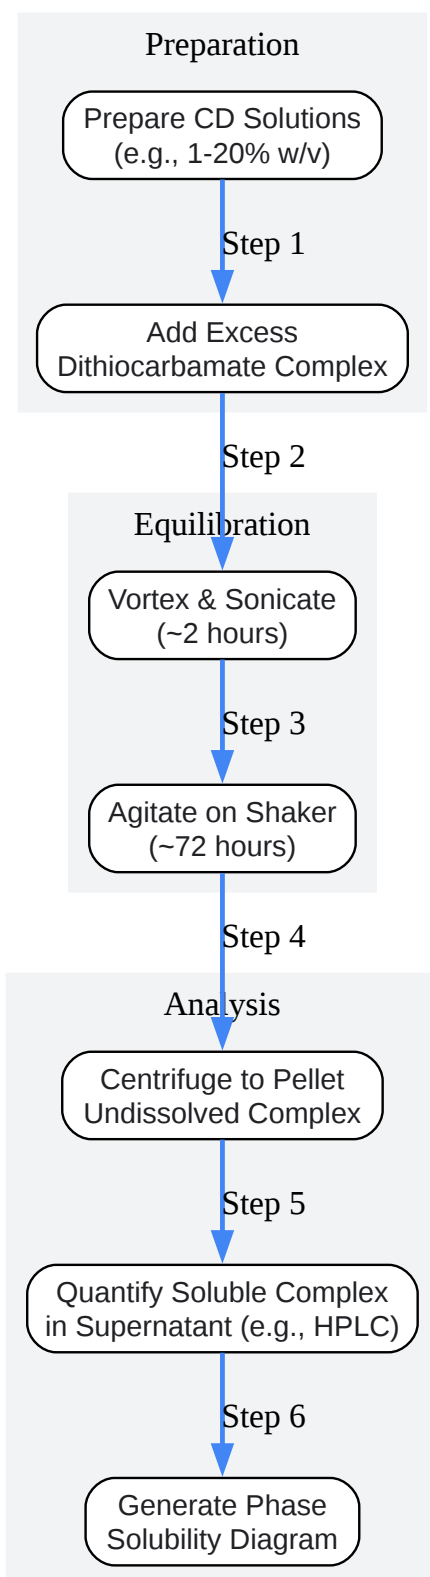 Preparation
Prepare CD Solutions
(e.g., 1-20% w/v)
Step 1
Add Excess
Dithiocarbamate Complex
Step 2
Equilibration
Vortex & Sonicate
(~2 hours)
Step 3
Agitate on Shaker
(~72 hours)
Step 4
Analysis
Centrifuge to Pellet
Undissolved Complex
Step 5
Quantify Soluble Complex
in Supernatant (e.g., HPLC)
Step 6
Generate Phase
Solubility Diagram